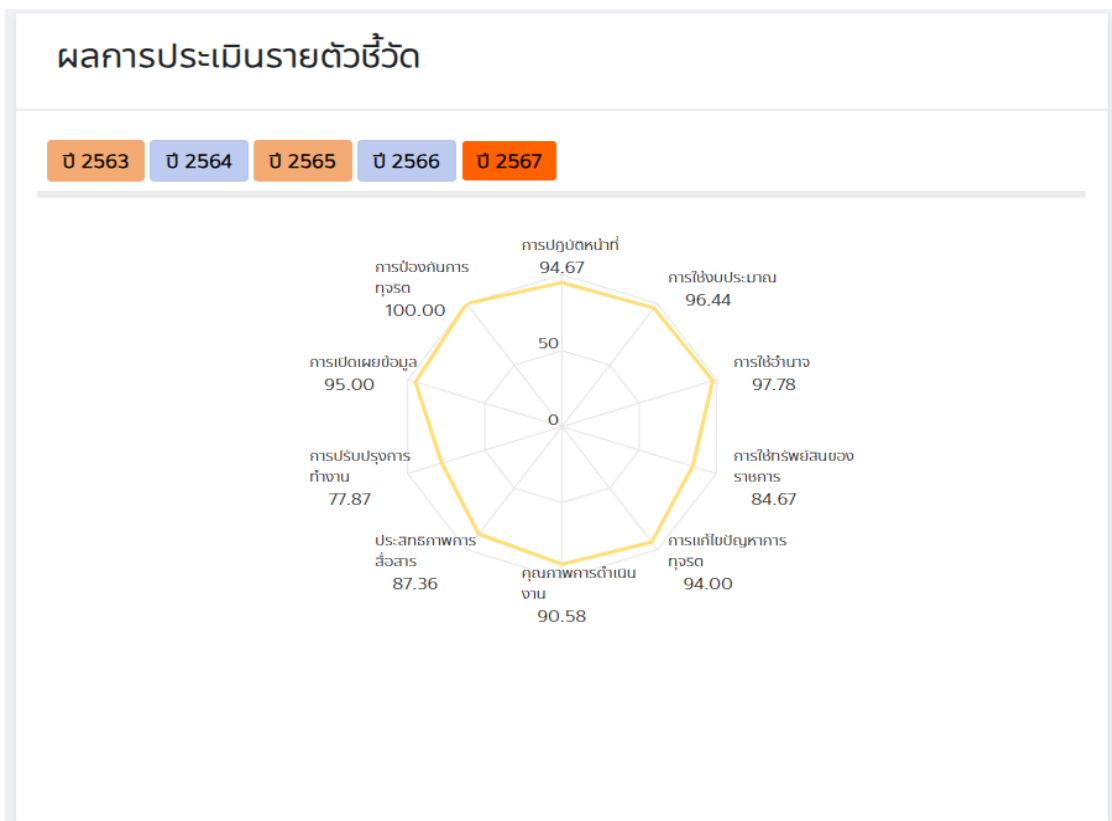 ผลการประเมินรายตัวชี้วัด
ปี 2563
ปี 2564
ปี 2565
ปี 2566
ปี 2567
การปฏิบัติหน้าที่
94.67
การใช้งบประมาณ
96.44
การใช้อำนาจ
97.78
การใช้ทรัพย์สินของ
ราชการ
84.67
การแก้ไขปัญหาการ
ทุจริต
94.00
คุณภาพการดำเนิน
งาน
90.58
ประสิทธิภาพการ
สื่อสาร
87.36
การปรับปรุงการ
ทำงาน
77.87
การเปิดเผยข้อมูล
95.00
การป้องกันการ
ทุจริต
100.00
50
0